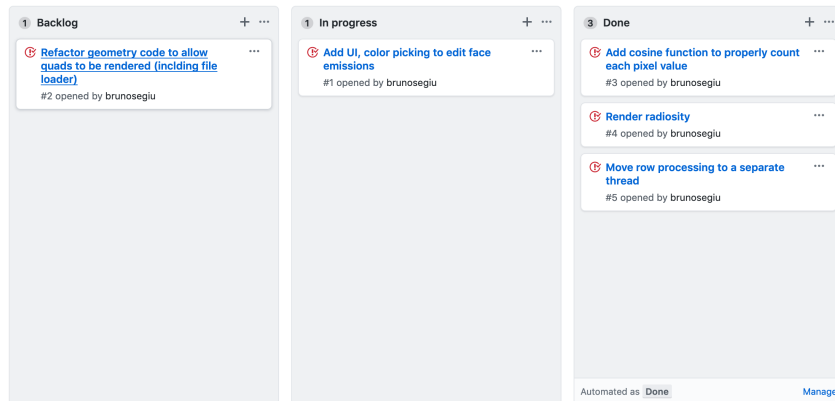 1 Backlog
Refactor geometry code to allow
quads to be rendered (inclding file
loader)
#2 opened by brunosegiu
1 In progress
Add UI, color picking to edit face
emissions
#1 opened by brunosegiu
3 Done
Add cosine function to properly count
each pixel value
#3 opened by brunosegiu
Render radiosity
#4 opened by brunosegiu
Move row processing to a separate
thread
#5 opened by brunosegiu
Automated as Done Manage